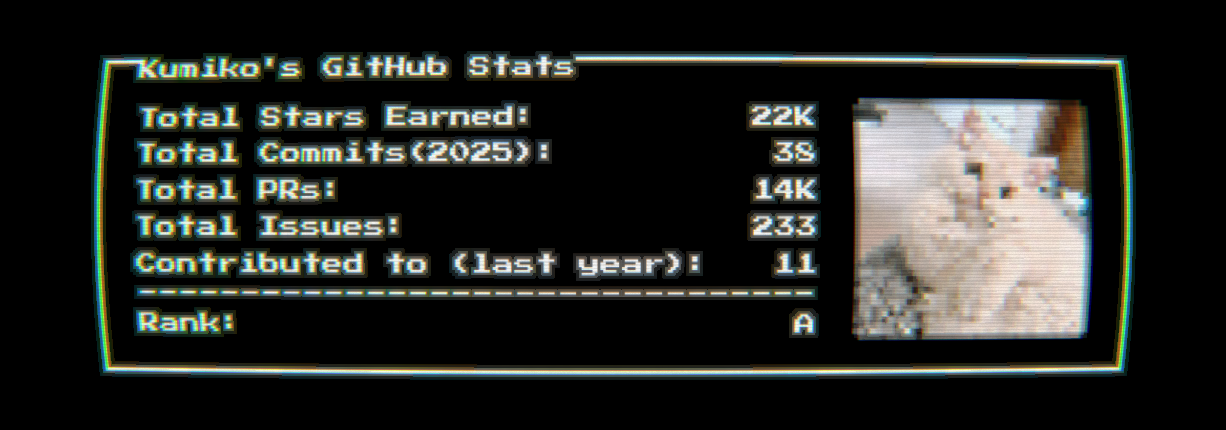 Kumiko's GitHub Stats
Total Stars Earned: 22K
Total Commits(2025): 38
Total PRs: 14K
Total Issues: 233
Contributed to (last year): 11
Rank: A